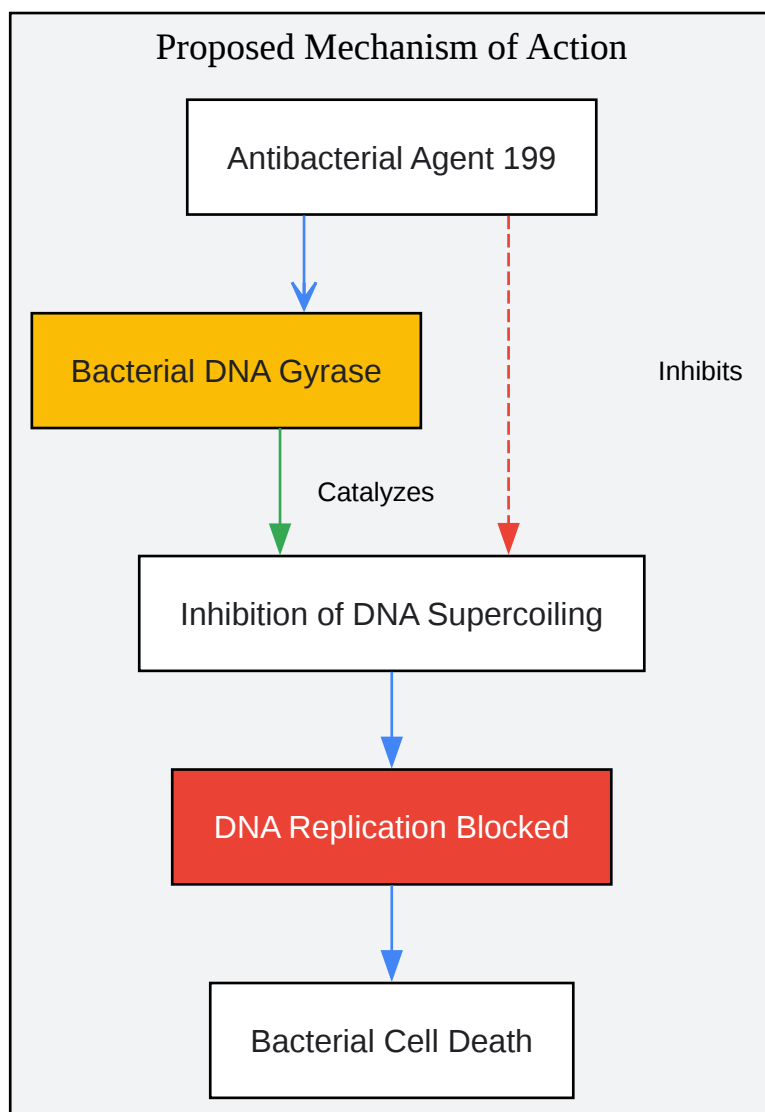 Proposed Mechanism of Action
Antibacterial Agent 199
Bacterial DNA Gyrase
Inhibits
Catalyzes
Inhibition of DNA Supercoiling
DNA Replication Blocked
Bacterial Cell Death